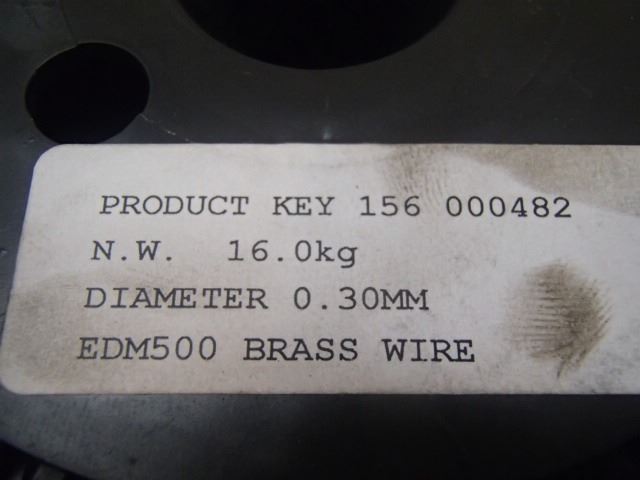 PRODUCT KEY 156 000482
N.W. 16.0kg
DIAMETER 0.30MM
EDM500 BRASS WIRE